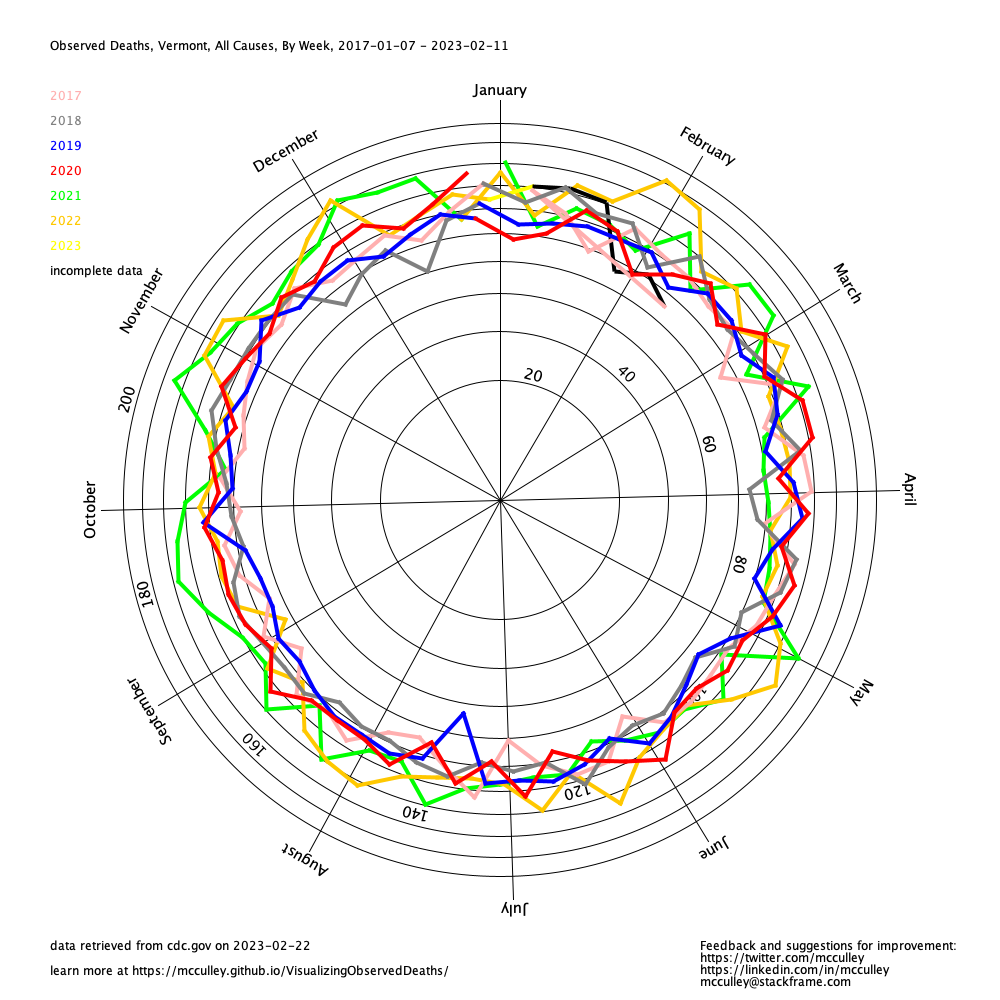 Observed Deaths, Vermont, All Causes, By Week, 2017-01-07 - 2023-02-11
2017
2018
2019
2020
2021
2022
2023
incomplete data
January
February
March
April
May
June
July
August
September
October
November
December
20
40
60
80
120
140
160
180
200
data retrieved from cdc.gov on 2023-02-22
learn more at https://mcculley.github.io/VisualizingObservedDeaths/
Feedback and suggestions for improvement:
https://twitter.com/mcculley
https://linkedin.com/in/mcculley
mcculley@stackframe.com